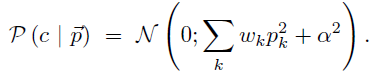 𝒫 (c | p⃗) = 𝒩 (0; ∑ₖ wₖpₖ² + α²) .